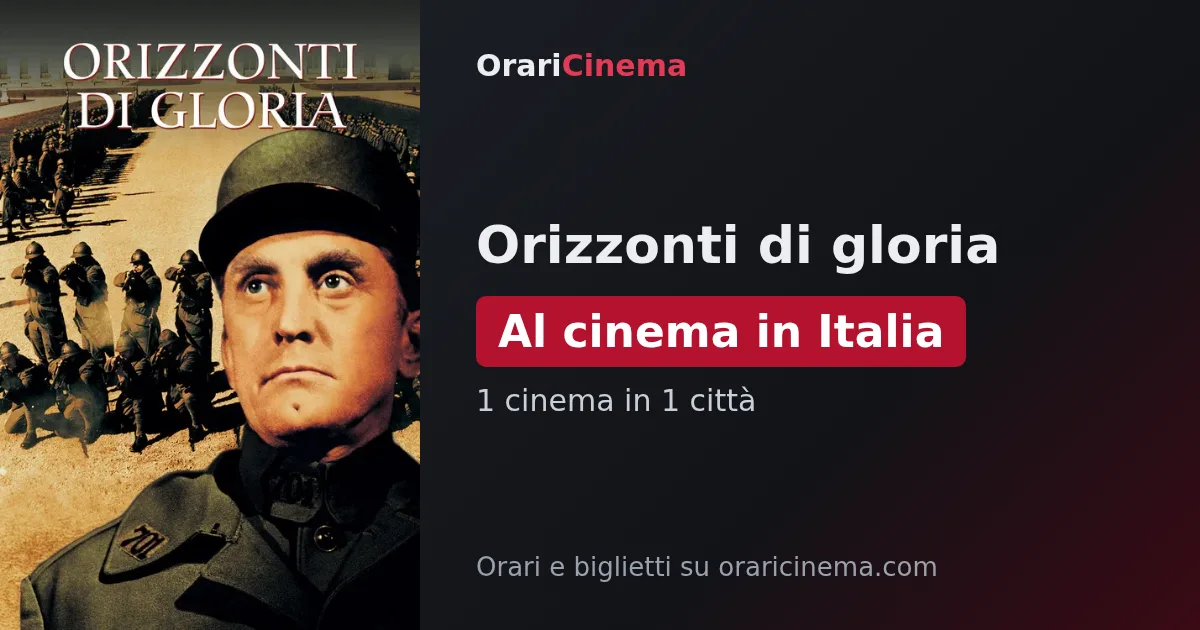 ORIZZONTI
DI GLORIA
701
701
OrariCinema
Orizzonti di gloria
Al cinema in Italia
1 cinema in 1 città
Orari e biglietti su oraricinema.com